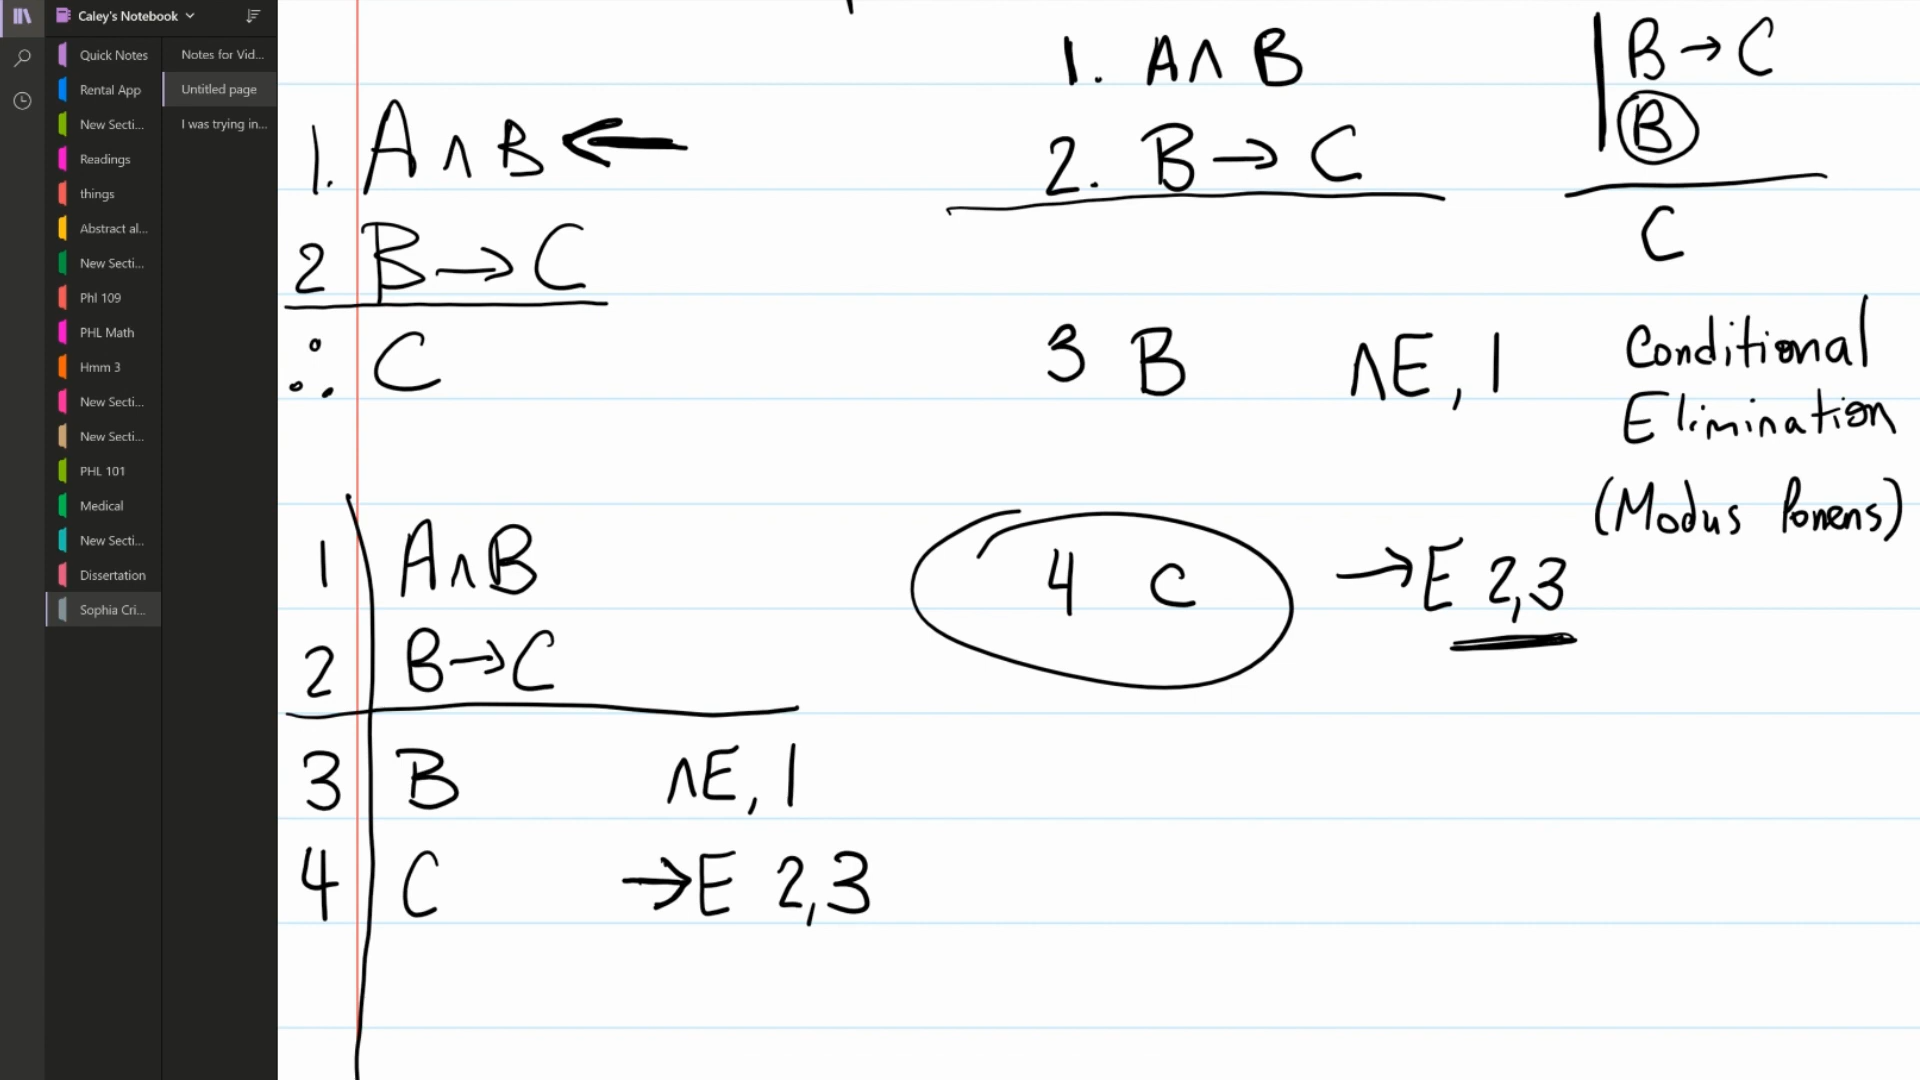 Caley's Notebook
Quick Notes
Rental App
New Secti...
Readings
things
Abstract al...
New Secti...
Phl 109
PHL Math
Hmm 3
New Secti...
New Secti...
PHL 101
Medical
New Secti...
Dissertation
Sophia Cri...
Notes for Vid...
Untitled page
I was trying in...
1. A ∧ B ←
2 B → C
∴ C
1 A ∧ B
2 B → C
3 B ∧E, 1
4 C →E 2,3
1. A ∧ B
2. B → C
3 B ∧E, 1
4 C →E 2,3
B → C
B
C
Conditional
Elimination
(Modus Ponens)